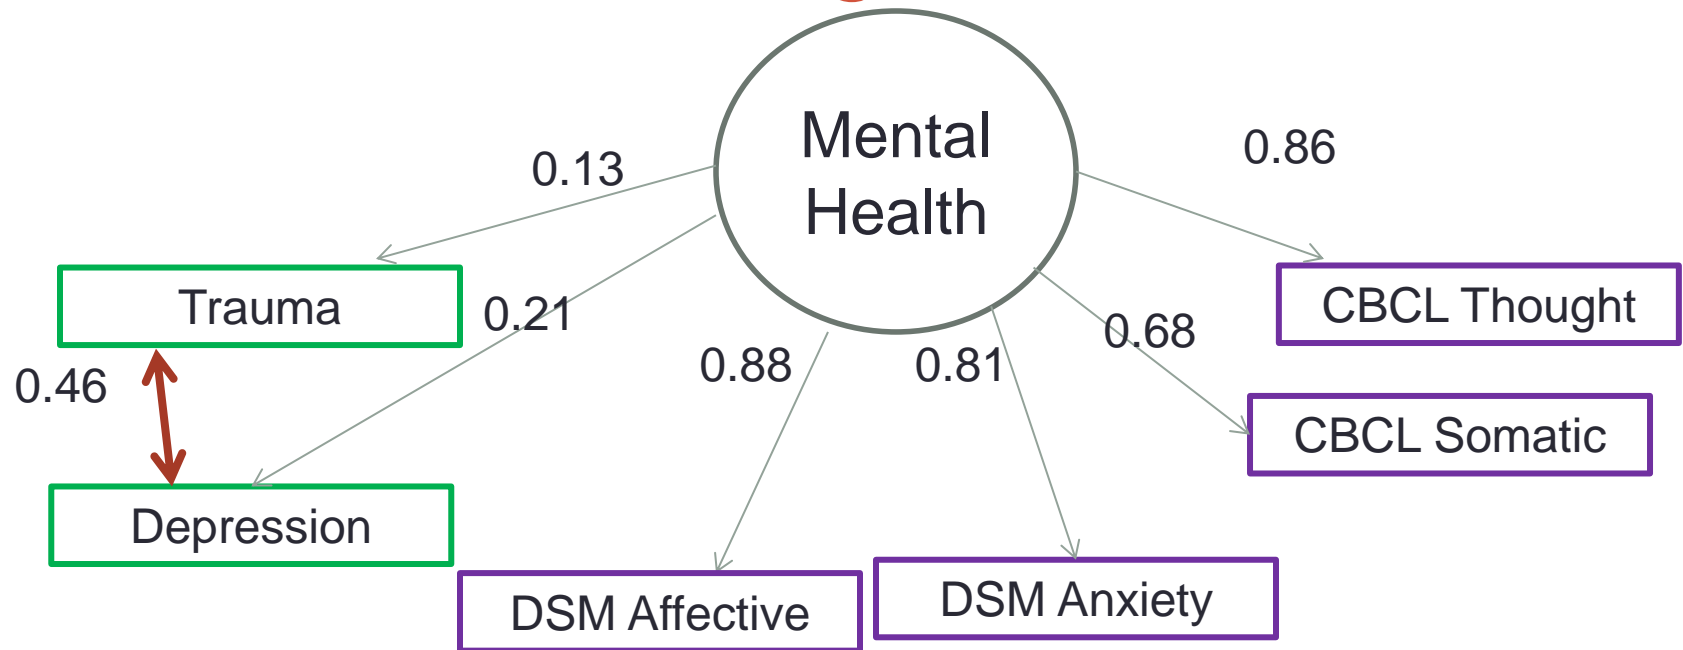 Mental
Health
0.13
0.86
Trauma
0.21
CBCL Thought
0.46
0.88
0.81
0.68
CBCL Somatic
Depression
DSM Affective
DSM Anxiety